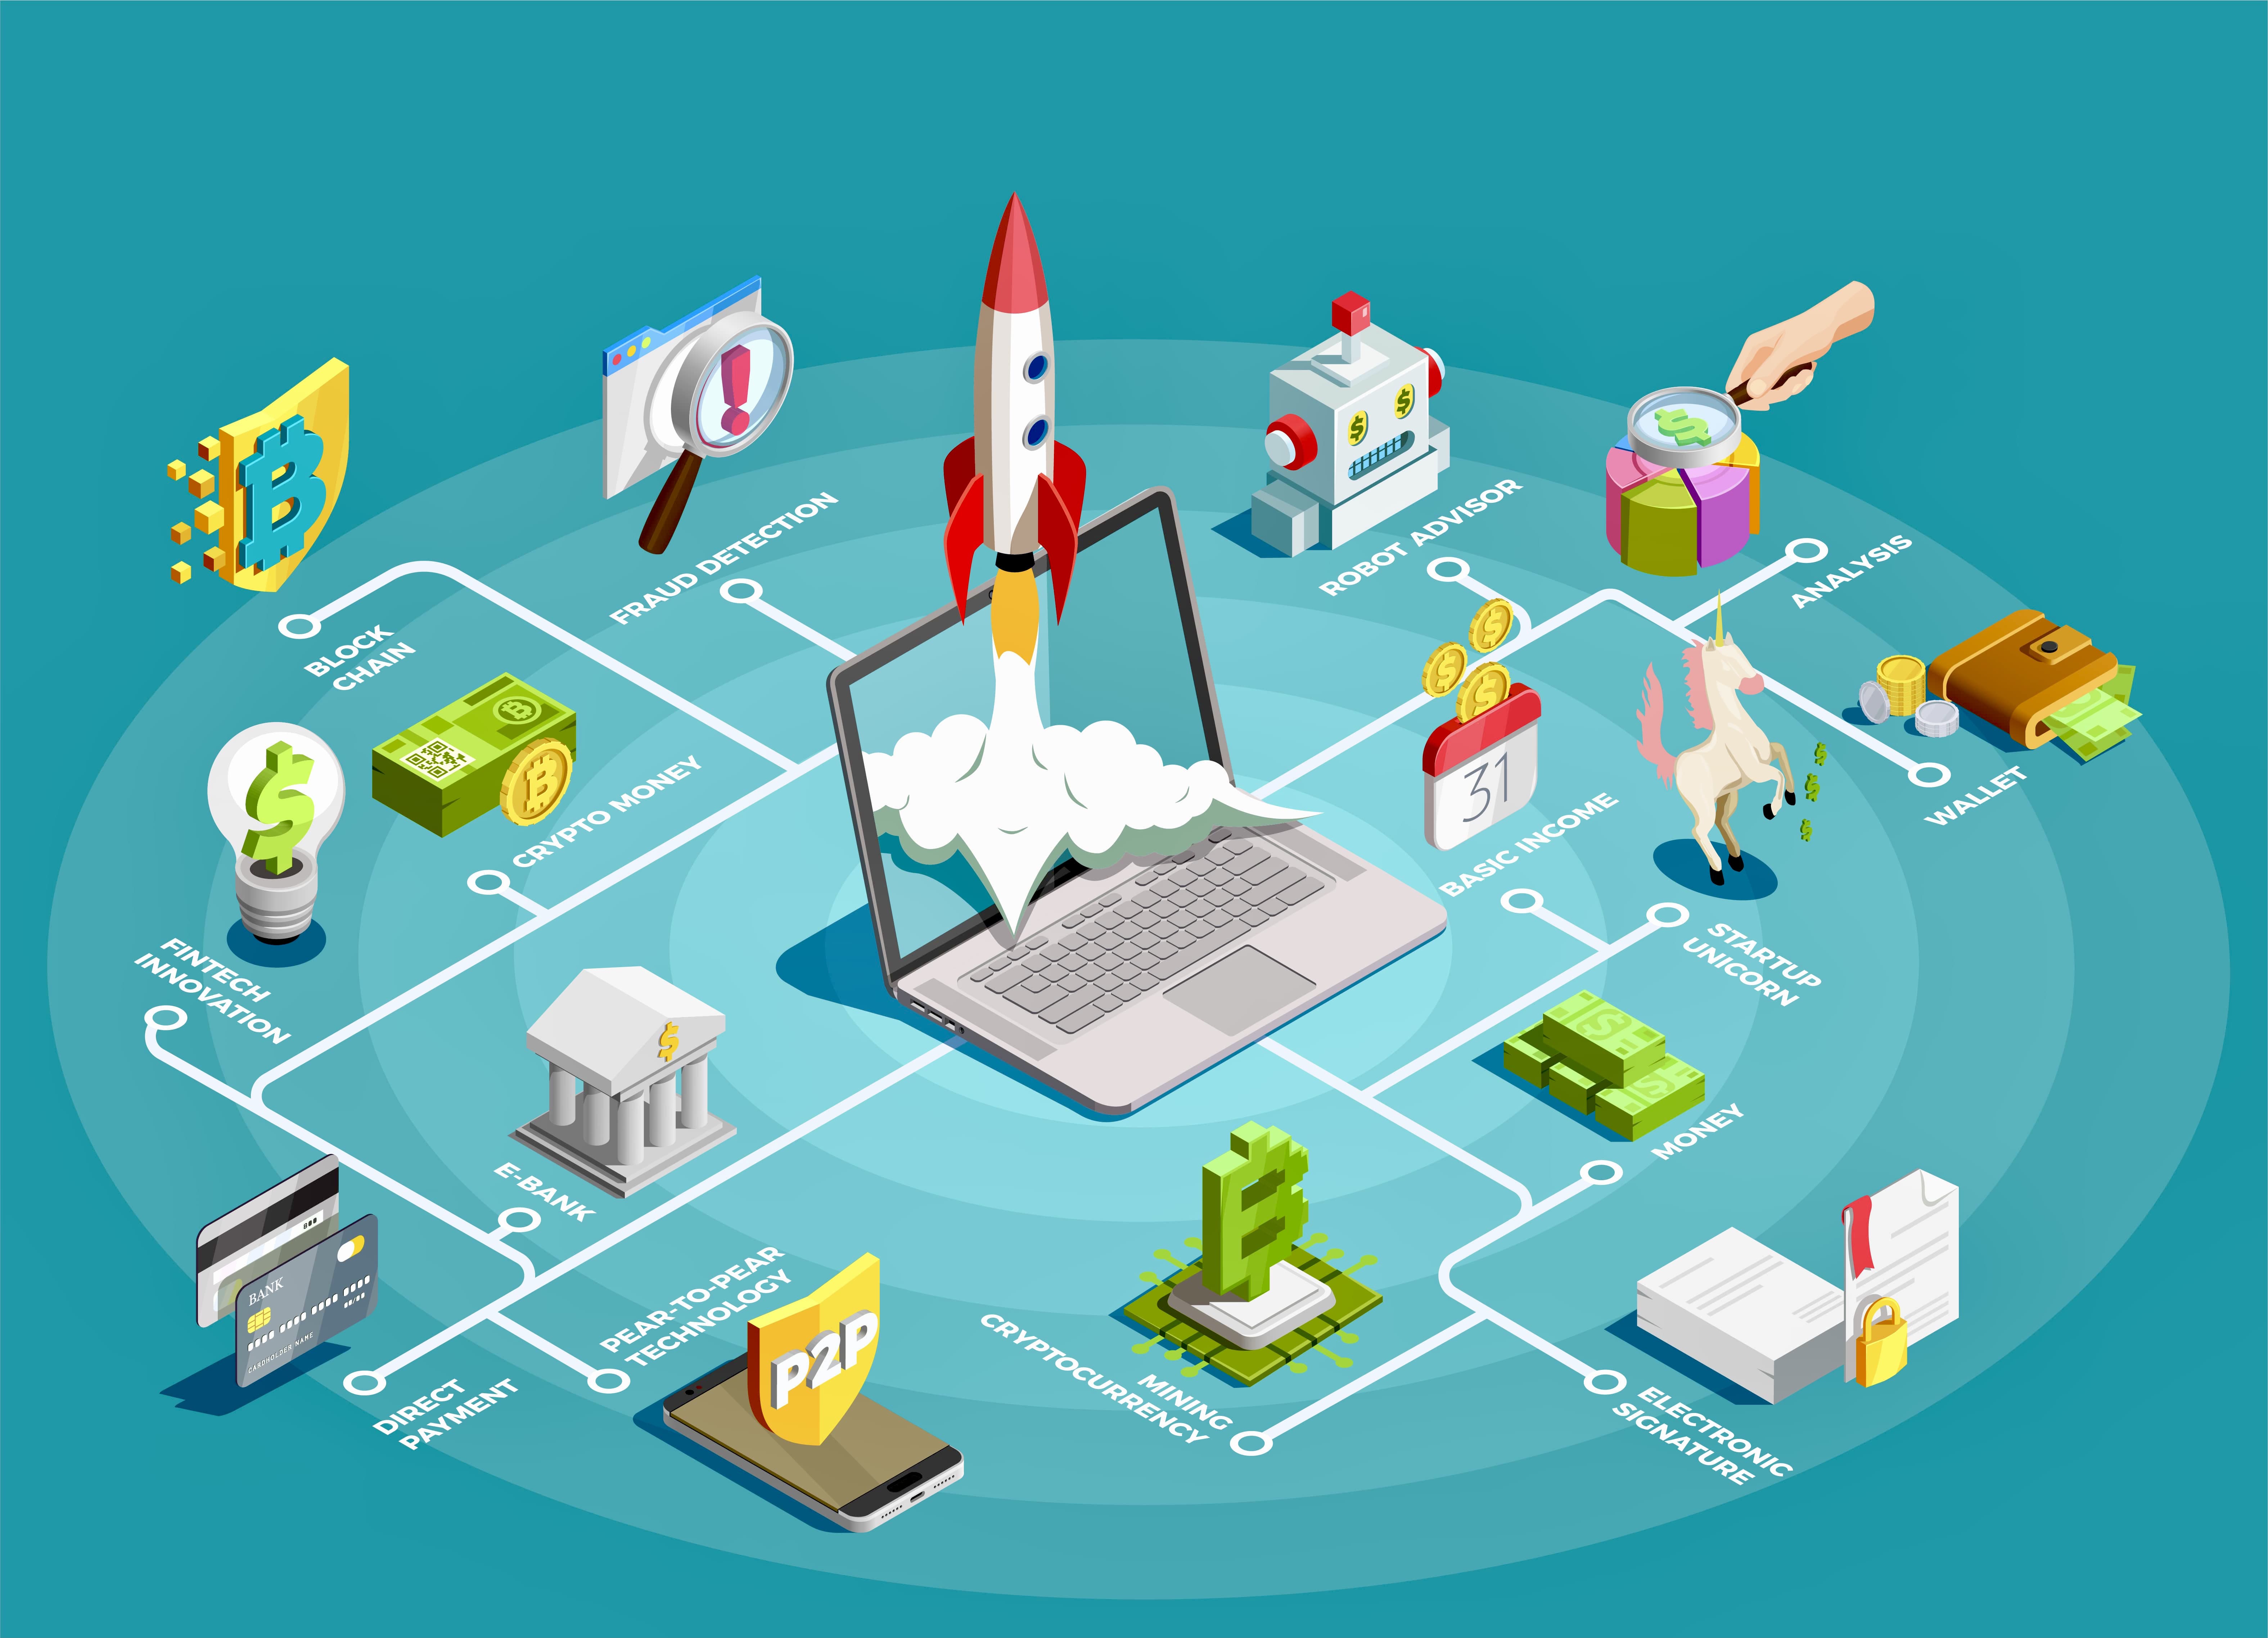 FRAUD DETECTION
ROBOT ADVISOR
ANALYSIS
BLOCK
CHAIN
31
CRYPTO MONEY
BASIC INCOME
WALLET
FINTECH
INNOVATION
STARTUP
UNICORN
E-BANK
MONEY
BANK
CARDHOLDER NAME
DIRECT
PAYMENT
PEAR-TO-PEAR
TECHNOLOGY
P2P
MINING
CRYPTOCURRENCY
ELECTRONIC
SIGNATURE